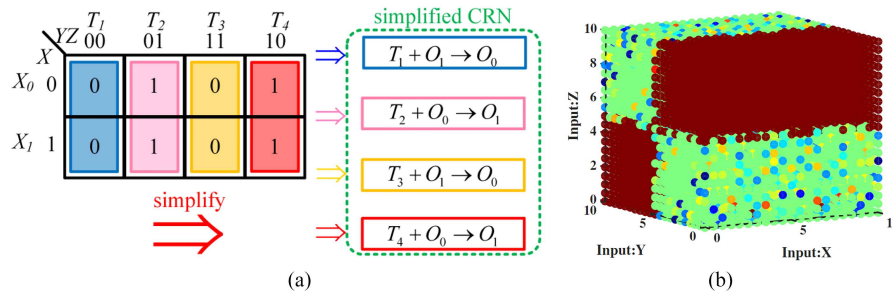 T1 T2 T3 T4
YZ 00 01 11 10
X
X0 0 0 1 0 1
X1 1 0 1 0 1
simplify
simplified CRN
T1 + O1 → O0
T2 + O0 → O1
T3 + O1 → O0
T4 + O0 → O1
(a)
10
8
6
4
2
0
Input:Z
10
5
0
Input:Y
0
5
1
Input:X
(b)